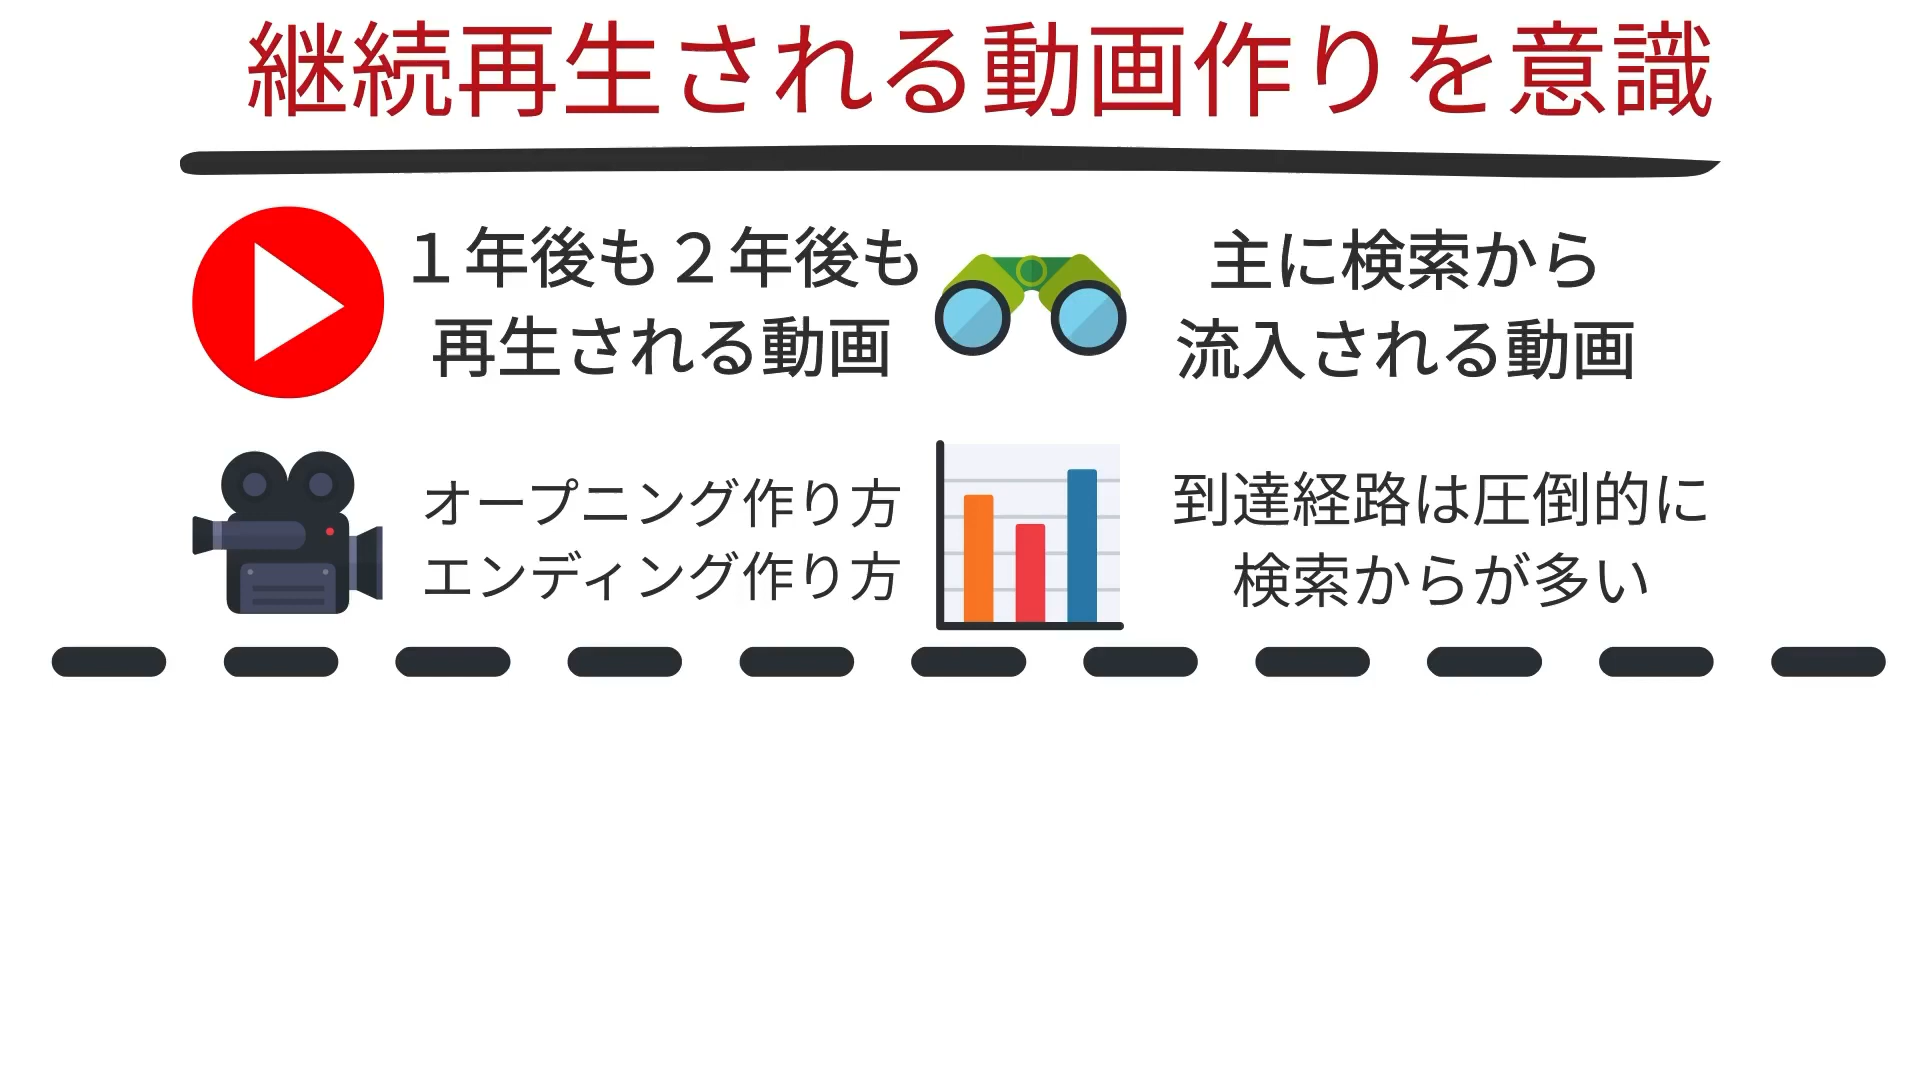 継続再生される動画作りを意識
１年後も２年後も
再生される動画
主に検索から
流入される動画
オープニング作り方
エンディング作り方
到達経路は圧倒的に
検索からが多い